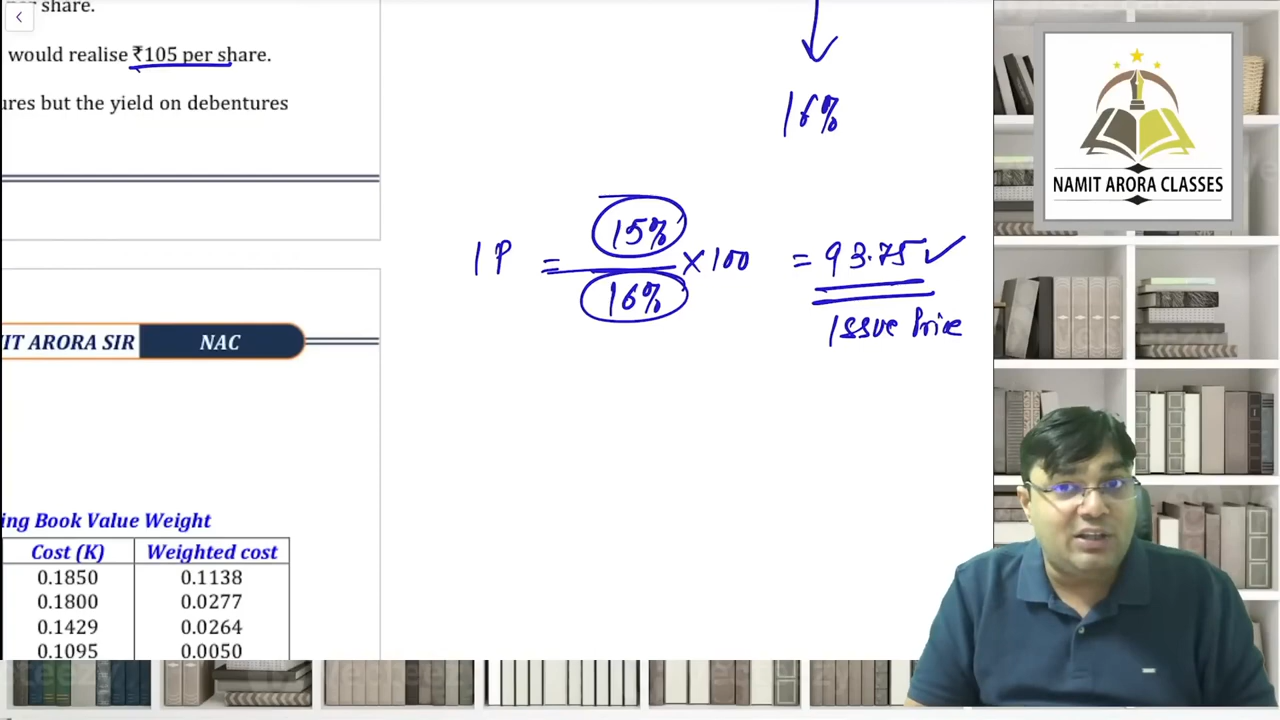 share.
would realise ₹105 per share.
ures but the yield on debentures
16%
IP = 15% / 16% × 100 = 93.75 ✓
Issue Price
NAMIT ARORA CLASSES
IT ARORA SIR NAC
ing Book Value Weight
Cost (K) Weighted cost
0.1850 0.1138
0.1800 0.0277
0.1429 0.0264
0.1095 0.0050